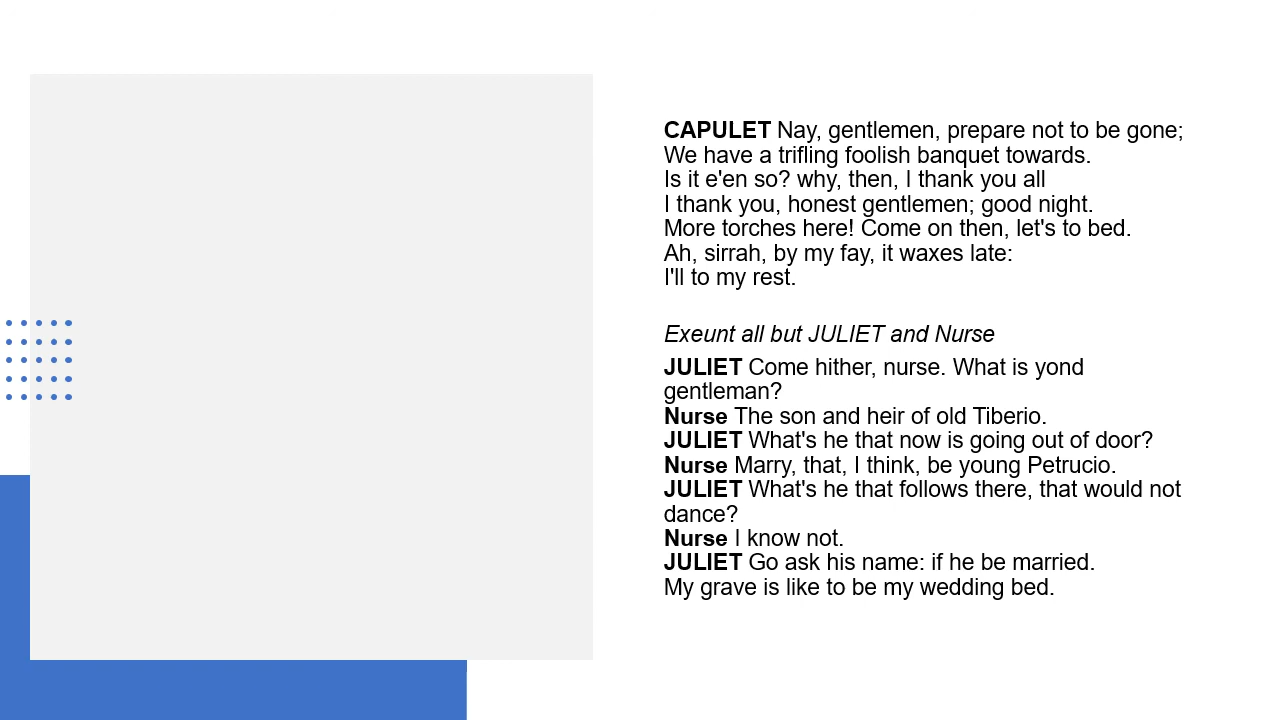 CAPULET Nay, gentlemen, prepare not to be gone;
We have a trifling foolish banquet towards.
Is it e'en so? why, then, I thank you all
I thank you, honest gentlemen; good night.
More torches here! Come on then, let's to bed.
Ah, sirrah, by my fay, it waxes late:
I'll to my rest.
Exeunt all but JULIET and Nurse
JULIET Come hither, nurse. What is yond
gentleman?
Nurse The son and heir of old Tiberio.
JULIET What's he that now is going out of door?
Nurse Marry, that, I think, be young Petrucio.
JULIET What's he that follows there, that would not
dance?
Nurse I know not.
JULIET Go ask his name: if he be married.
My grave is like to be my wedding bed.